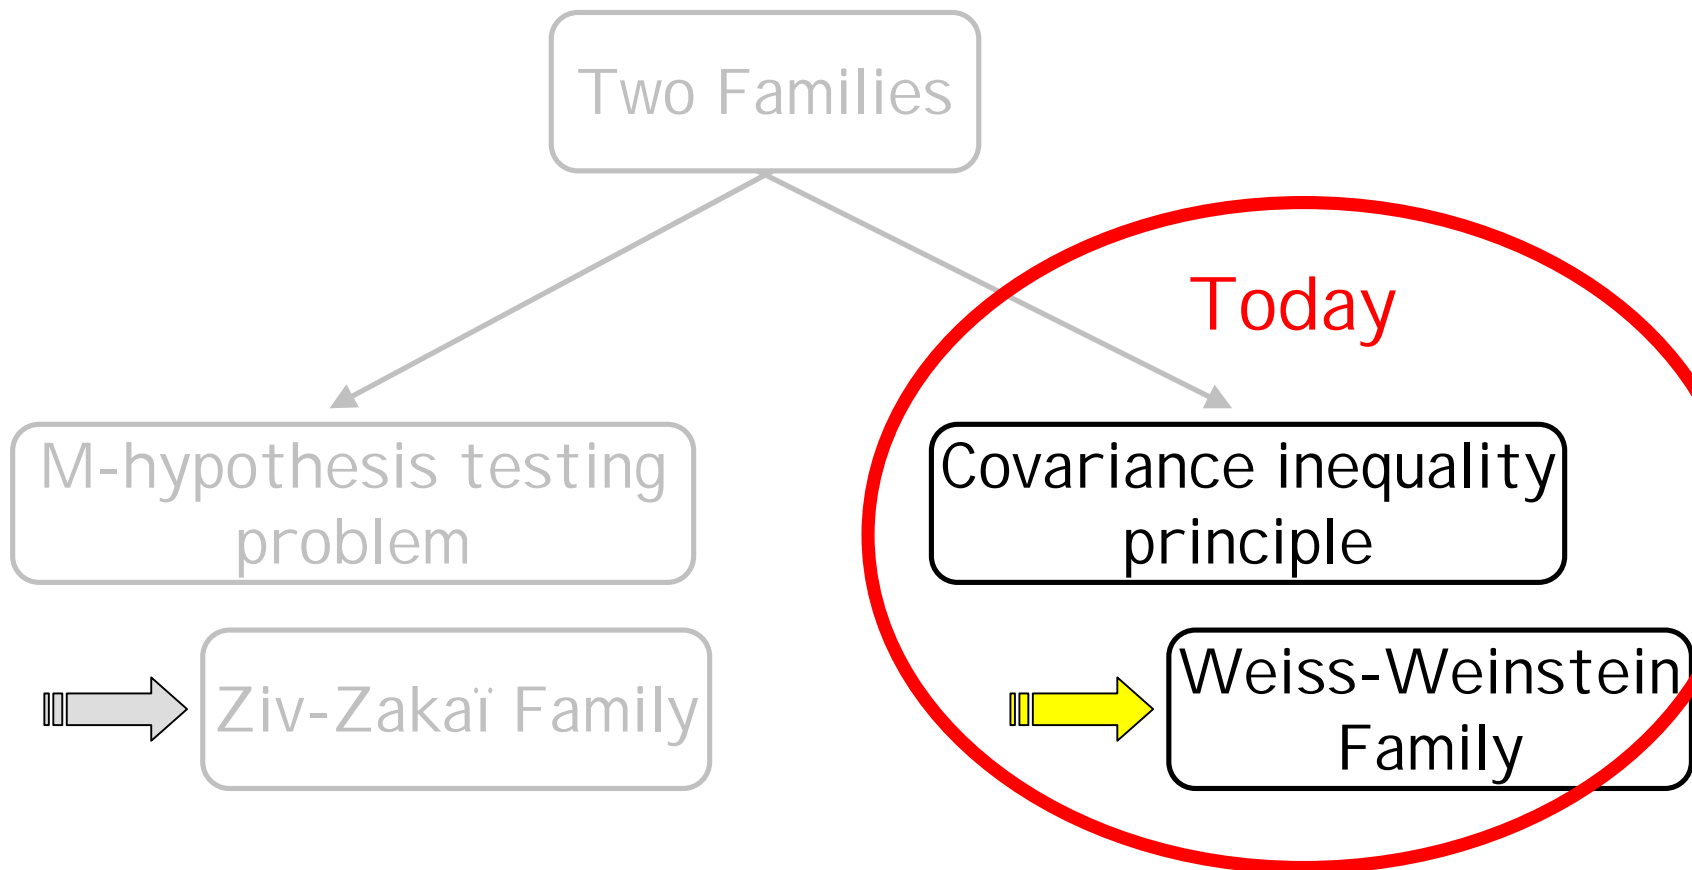 Two Families
Today
M-hypothesis testing
problem
Covariance inequality
principle
Ziv-Zakaï Family
Weiss-Weinstein
Family